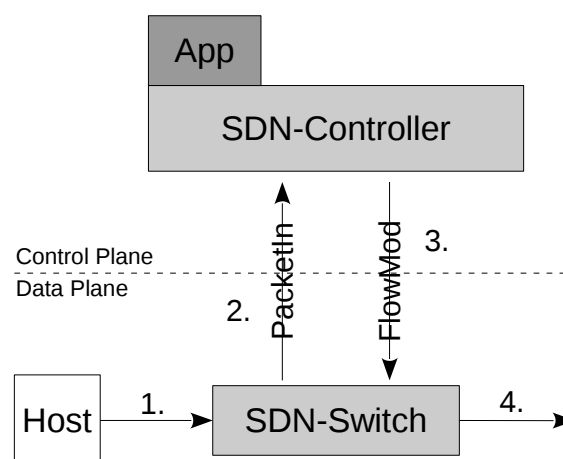 App
SDN-Controller
Control Plane
Data Plane
2.
PacketIn
FlowMod
3.
Host
1.
SDN-Switch
4.